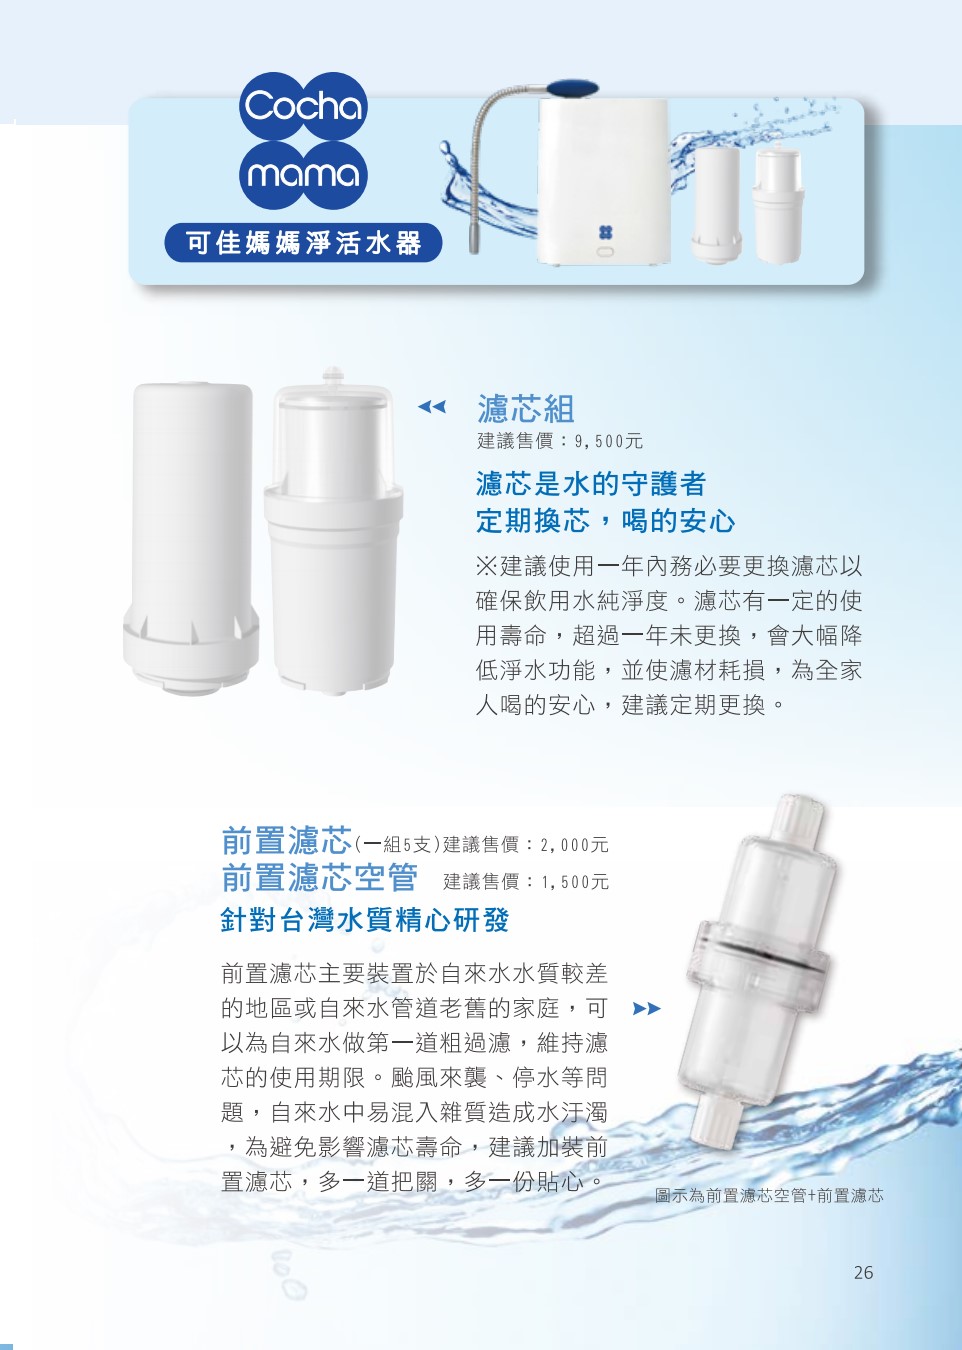 Cocha
mama
可佳媽媽淨活水器
濾芯組
建議售價：9,500元
濾芯是水的守護者
定期換芯，喝的安心
※建議使用一年內務必要更換濾芯以
確保飲用水純淨度。濾芯有一定的使
用壽命，超過一年未更換，會大幅降
低淨水功能，並使濾材耗損，為全家
人喝的安心，建議定期更換。
前置濾芯(一組5支)建議售價：2,000元
前置濾芯空管 建議售價：1,500元
針對台灣水質精心研發
前置濾芯主要裝置於自來水水質較差
的地區或自來水管道老舊的家庭，可
以為自來水做第一道粗過濾，維持濾
芯的使用期限。颱風來襲、停水等問
題，自來水中易混入雜質造成水汙濁
，為避免影響濾芯壽命，建議加裝前
置濾芯，多一道把關，多一份貼心。
圖示為前置濾芯空管+前置濾芯
26